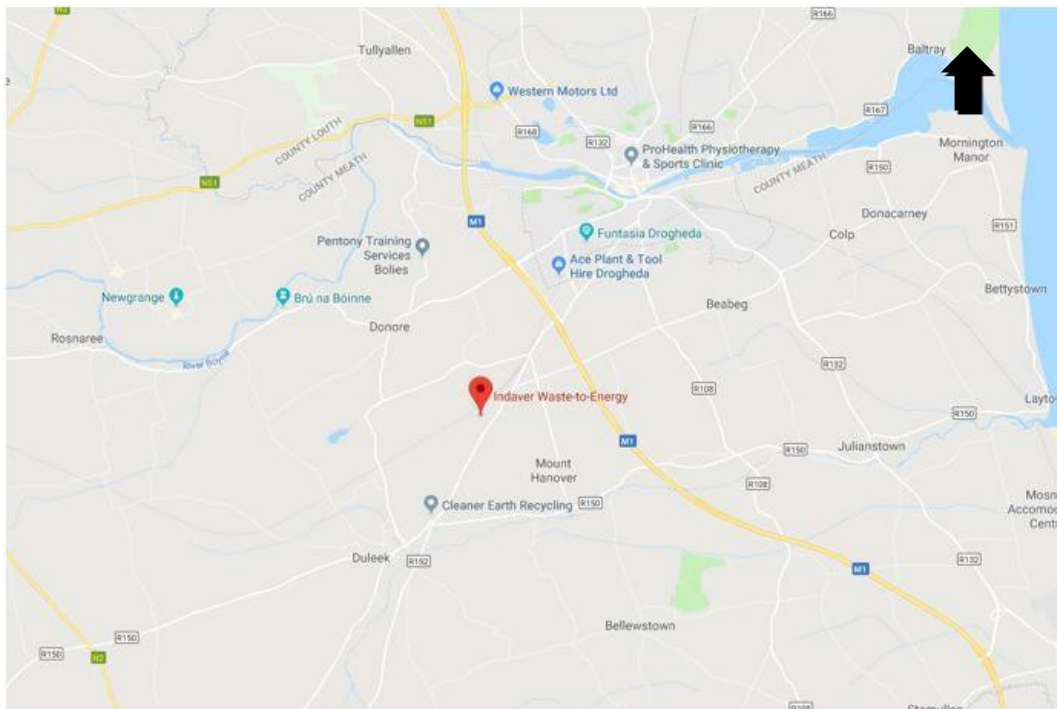 N2
R166
Tullyallen
Baltray
Western Motors Ltd
R167
N51
R168
R132
R166
COUNTY LOUTH
COUNTY MEATH
ProHealth Physiotherapy
& Sports Clinic
Mornington
Manor
R150
COUNTY MEATH
N51
Donacarney
M1
R151
Funtasia Drogheda
Colp
Pentony Training
Services
Bolies
Ace Plant & Tool
Hire Drogheda
Bettystown
Newgrange
Brú na Bóinne
Beabeg
Donore
Rosnaree
River Boyne
R132
R108
Indaver Waste-to-Energy
R150
M1
R150
Julianstown
Mount
Hanover
R108
Cleaner Earth Recycling
R150
Duleek
R152
R132
M1
Bellewstown
R150
R150
N2